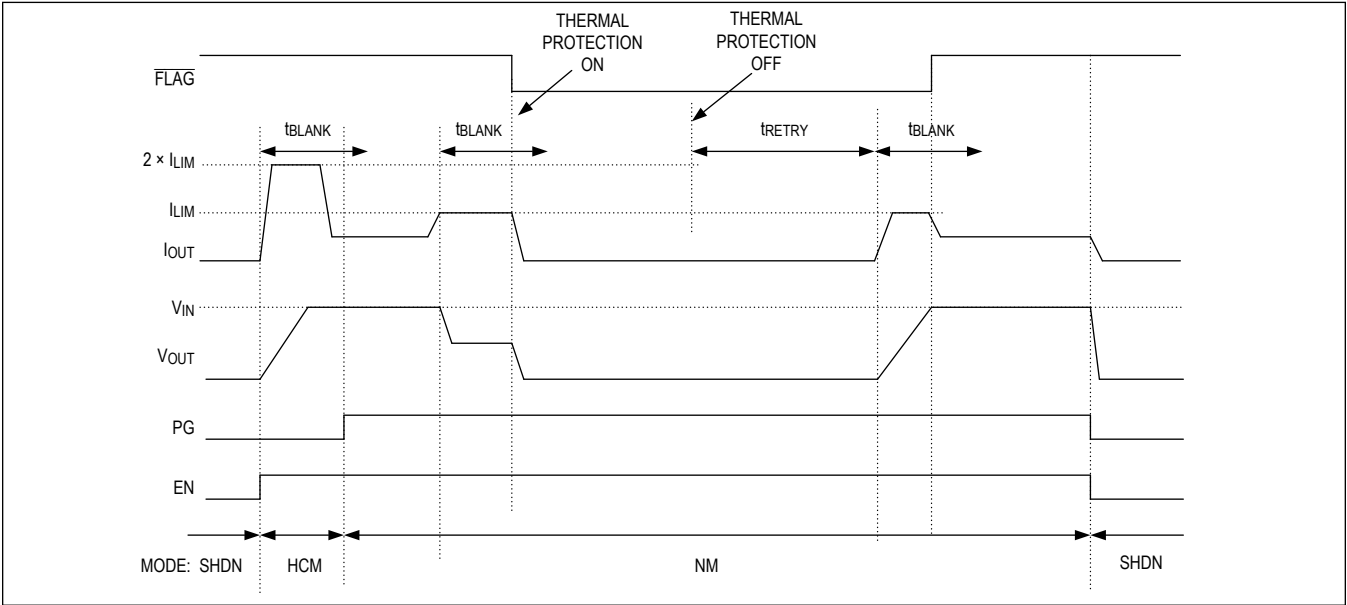 THERMAL
PROTECTION
ON
THERMAL
PROTECTION
OFF
FLAG
tBLANK
tBLANK
tRETRY
tBLANK
2 × ILIM
ILIM
IOUT
VIN
VOUT
PG
EN
MODE: SHDN HCM NM SHDN